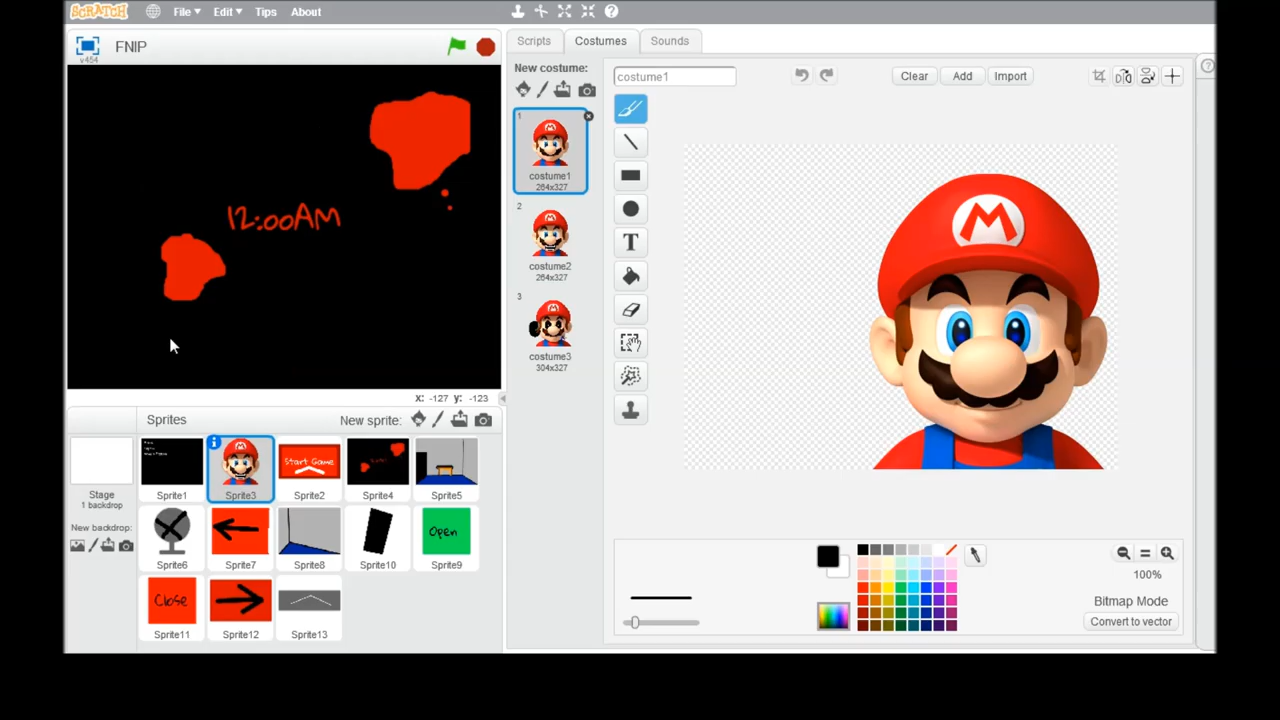 SCRATCH File Edit Tips About
FNIP
v454
12:00AM
x: -127 y: -123
Sprites New sprite:
Stage
1 backdrop
New backdrop:
Sprite1
Sprite3
Start Game
Sprite2
Sprite4
Sprite5
Sprite6
Sprite7
Sprite8
Sprite10
Open
Sprite9
Close
Sprite11
Sprite12
Sprite13
Scripts Costumes Sounds
New costume:
1
costume1
264x327
2
costume2
264x327
3
costume3
304x327
costume1
Clear Add Import
T
M
100%
Bitmap Mode
Convert to vector